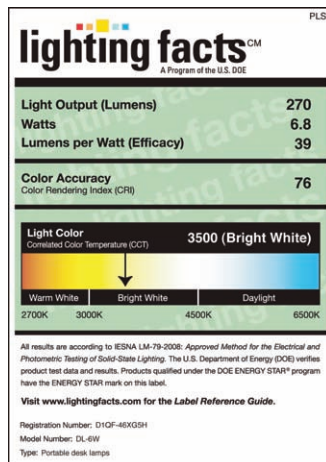 PLS
lighting facts CM
A Program of the U.S. DOE
Light Output (Lumens) 270
Watts 6.8
Lumens per Watt (Efficacy) 39
Color Accuracy
Color Rendering Index (CRI) 76
Light Color
Correlated Color Temperature (CCT) 3500 (Bright White)
Warm White Bright White Daylight
2700K 3000K 4500K 6500K
All results are according to IESNA LM-79-2008: Approved Method for the Electrical and
Photometric Testing of Solid-State Lighting. The U.S. Department of Energy (DOE) verifies
product test data and results. Products qualified under the DOE ENERGY STAR® program
have the ENERGY STAR mark on this label.
Visit www.lightingfacts.com for the Label Reference Guide.
Registration Number: D1QF-46XG5H
Model Number: DL-6W
Type: Portable desk lamps